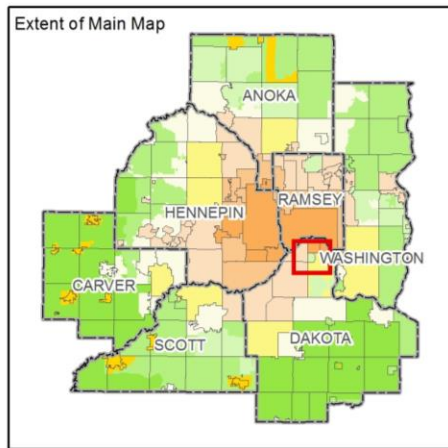 Extent of Main Map
ANOKA
HENNEPIN
RAMSEY
WASHINGTON
CARVER
SCOTT
DAKOTA